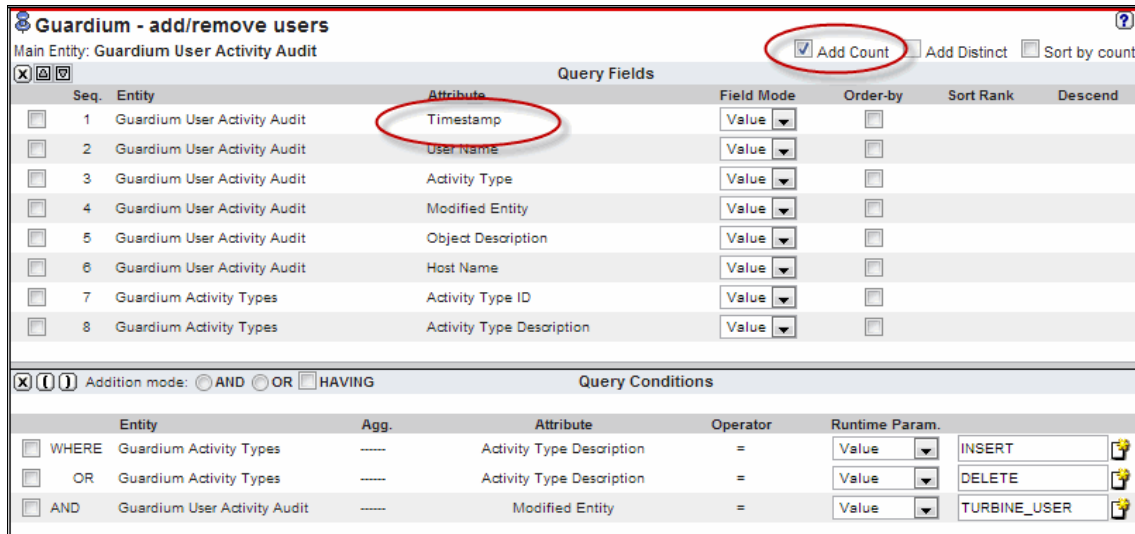 Guardium - add/remove users
?
Main Entity: Guardium User Activity Audit Add Count Add Distinct Sort by count
X Query Fields
Seq. Entity Attribute Field Mode Order-by Sort Rank Descend
1 Guardium User Activity Audit Timestamp Value
2 Guardium User Activity Audit User Name Value
3 Guardium User Activity Audit Activity Type Value
4 Guardium User Activity Audit Modified Entity Value
5 Guardium User Activity Audit Object Description Value
6 Guardium User Activity Audit Host Name Value
7 Guardium Activity Types Activity Type ID Value
8 Guardium Activity Types Activity Type Description Value
X ( ) Addition mode: AND OR HAVING Query Conditions
Entity Agg. Attribute Operator Runtime Param.
WHERE Guardium Activity Types ------ Activity Type Description = Value INSERT
OR Guardium Activity Types ------ Activity Type Description = Value DELETE
AND Guardium User Activity Audit ------ Modified Entity = Value TURBINE_USER